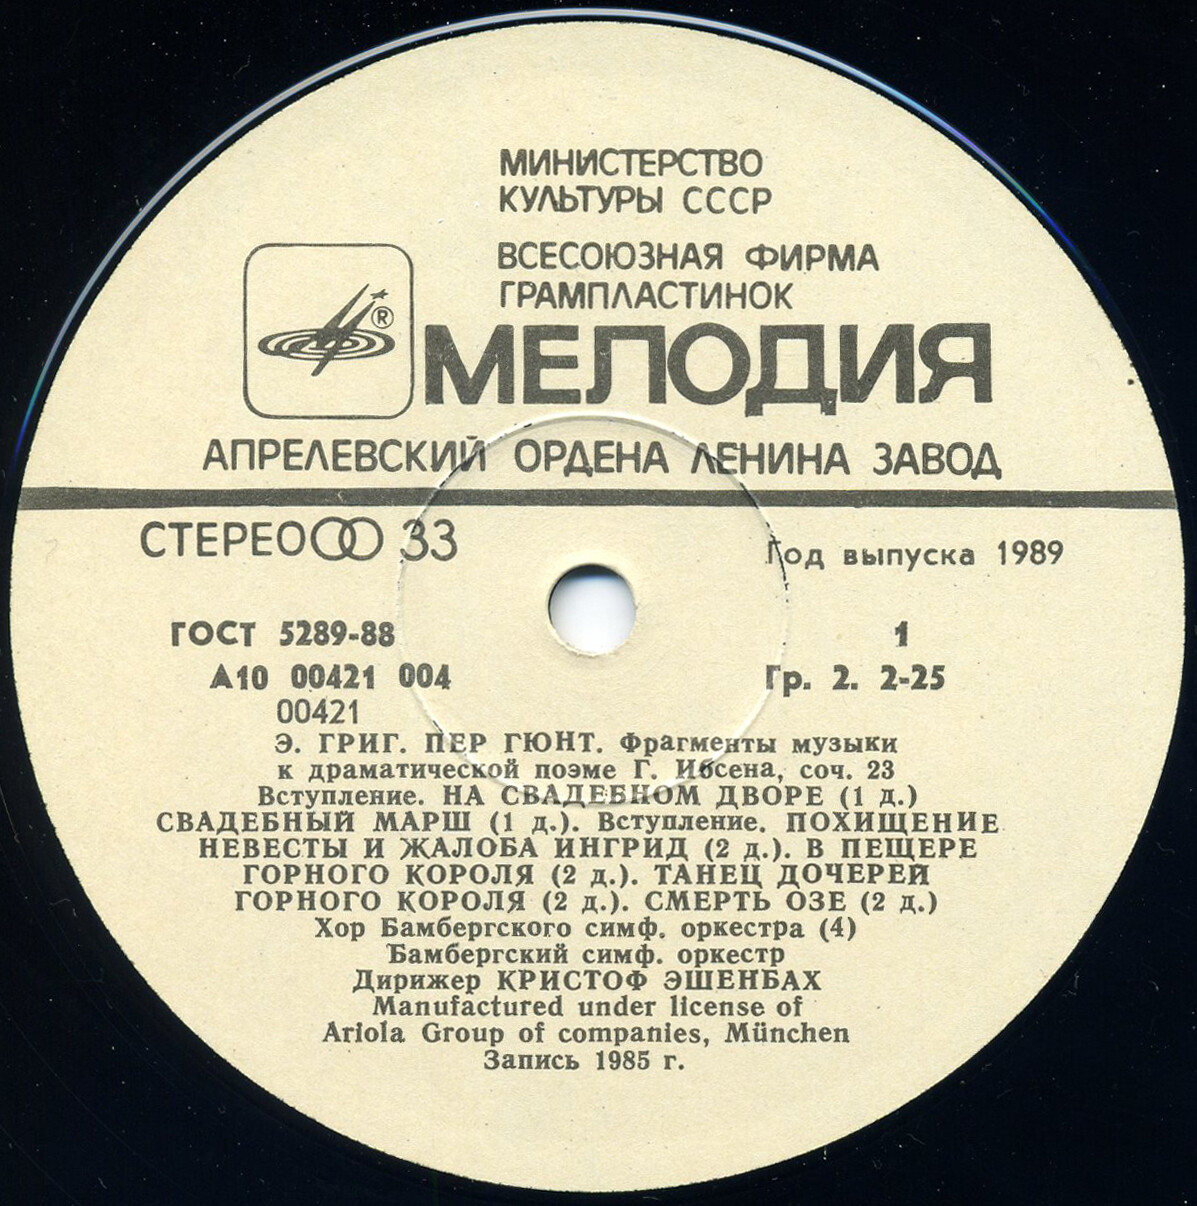 МИНИСТЕРСТВО
КУЛЬТУРЫ СССР
ВСЕСОЮЗНАЯ ФИРМА
ГРАМПЛАСТИНОК
®
МЕЛОДИЯ
АПРЕЛЕВСКИЙ ОРДЕНА ЛЕНИНА ЗАВОД
СТЕРЕО 33
Год выпуска 1989
ГОСТ 5289-88
1
А10 00421 004
Гр. 2. 2-25
00421
Э. ГРИГ. ПЕР ГЮНТ. Фрагменты музыки
к драматической поэме Г. Ибсена, соч. 23
Вступление. НА СВАДЕБНОМ ДВОРЕ (1 д.)
СВАДЕБНЫЙ МАРШ (1 д.). Вступление. ПОХИЩЕНИЕ
НЕВЕСТЫ И ЖАЛОБА ИНГРИД (2 д.). В ПЕЩЕРЕ
ГОРНОГО КОРОЛЯ (2 д.). ТАНЕЦ ДОЧЕРЕЙ
ГОРНОГО КОРОЛЯ (2 д.). СМЕРТЬ ОЗЕ (2 д.)
Хор Бамбергского симф. оркестра (4)
Бамбергский симф. оркестр
Дирижер КРИСТОФ ЭШЕНБАХ
Manufactured under license of
Ariola Group of companies, München
Запись 1985 г.